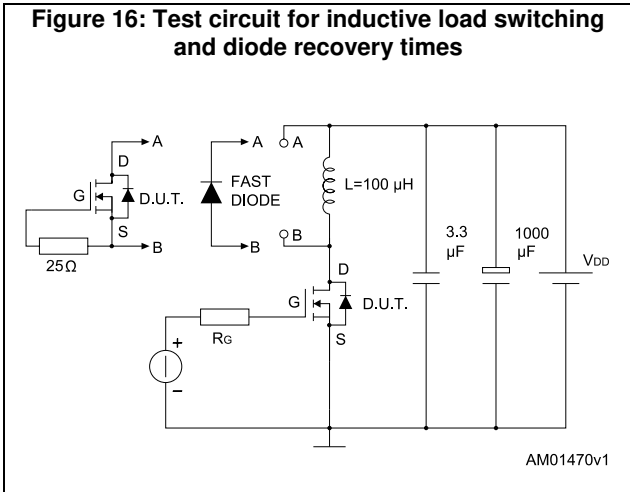 Figure 16: Test circuit for inductive load switching
and diode recovery times
A
D
G
D.U.T.
S
B
25Ω
A
FAST
DIODE
B
A
B
L=100 µH
D
G
D.U.T.
S
RG
+
−
3.3
µF
1000
µF
VDD
AM01470v1